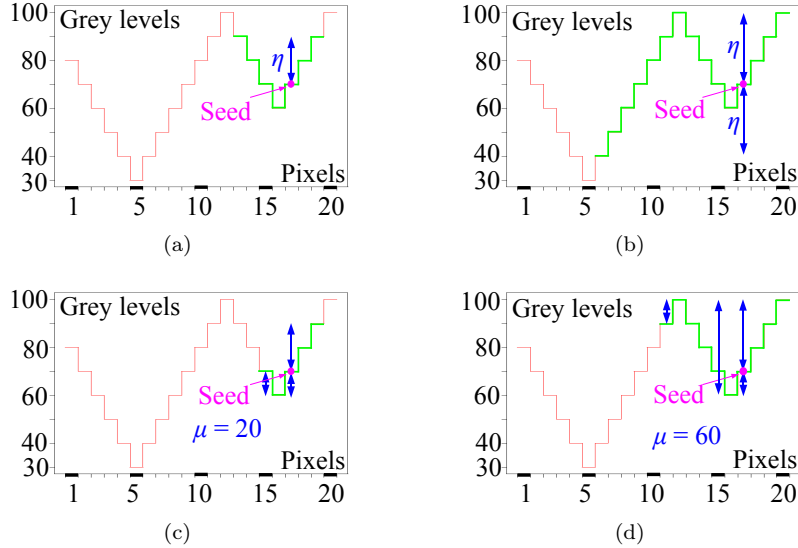 100
Grey levels
80
η
60
Seed
40
30
Pixels
1 5 10 15 20
(a)
100
Grey levels
η
80
60
Seed
η
40
30
Pixels
1 5 10 15 20
(b)
100
Grey levels
80
60
Seed
μ = 20
40
30
Pixels
1 5 10 15 20
(c)
100
Grey levels
80
60
Seed
μ = 60
40
30
Pixels
1 5 10 15 20
(d)